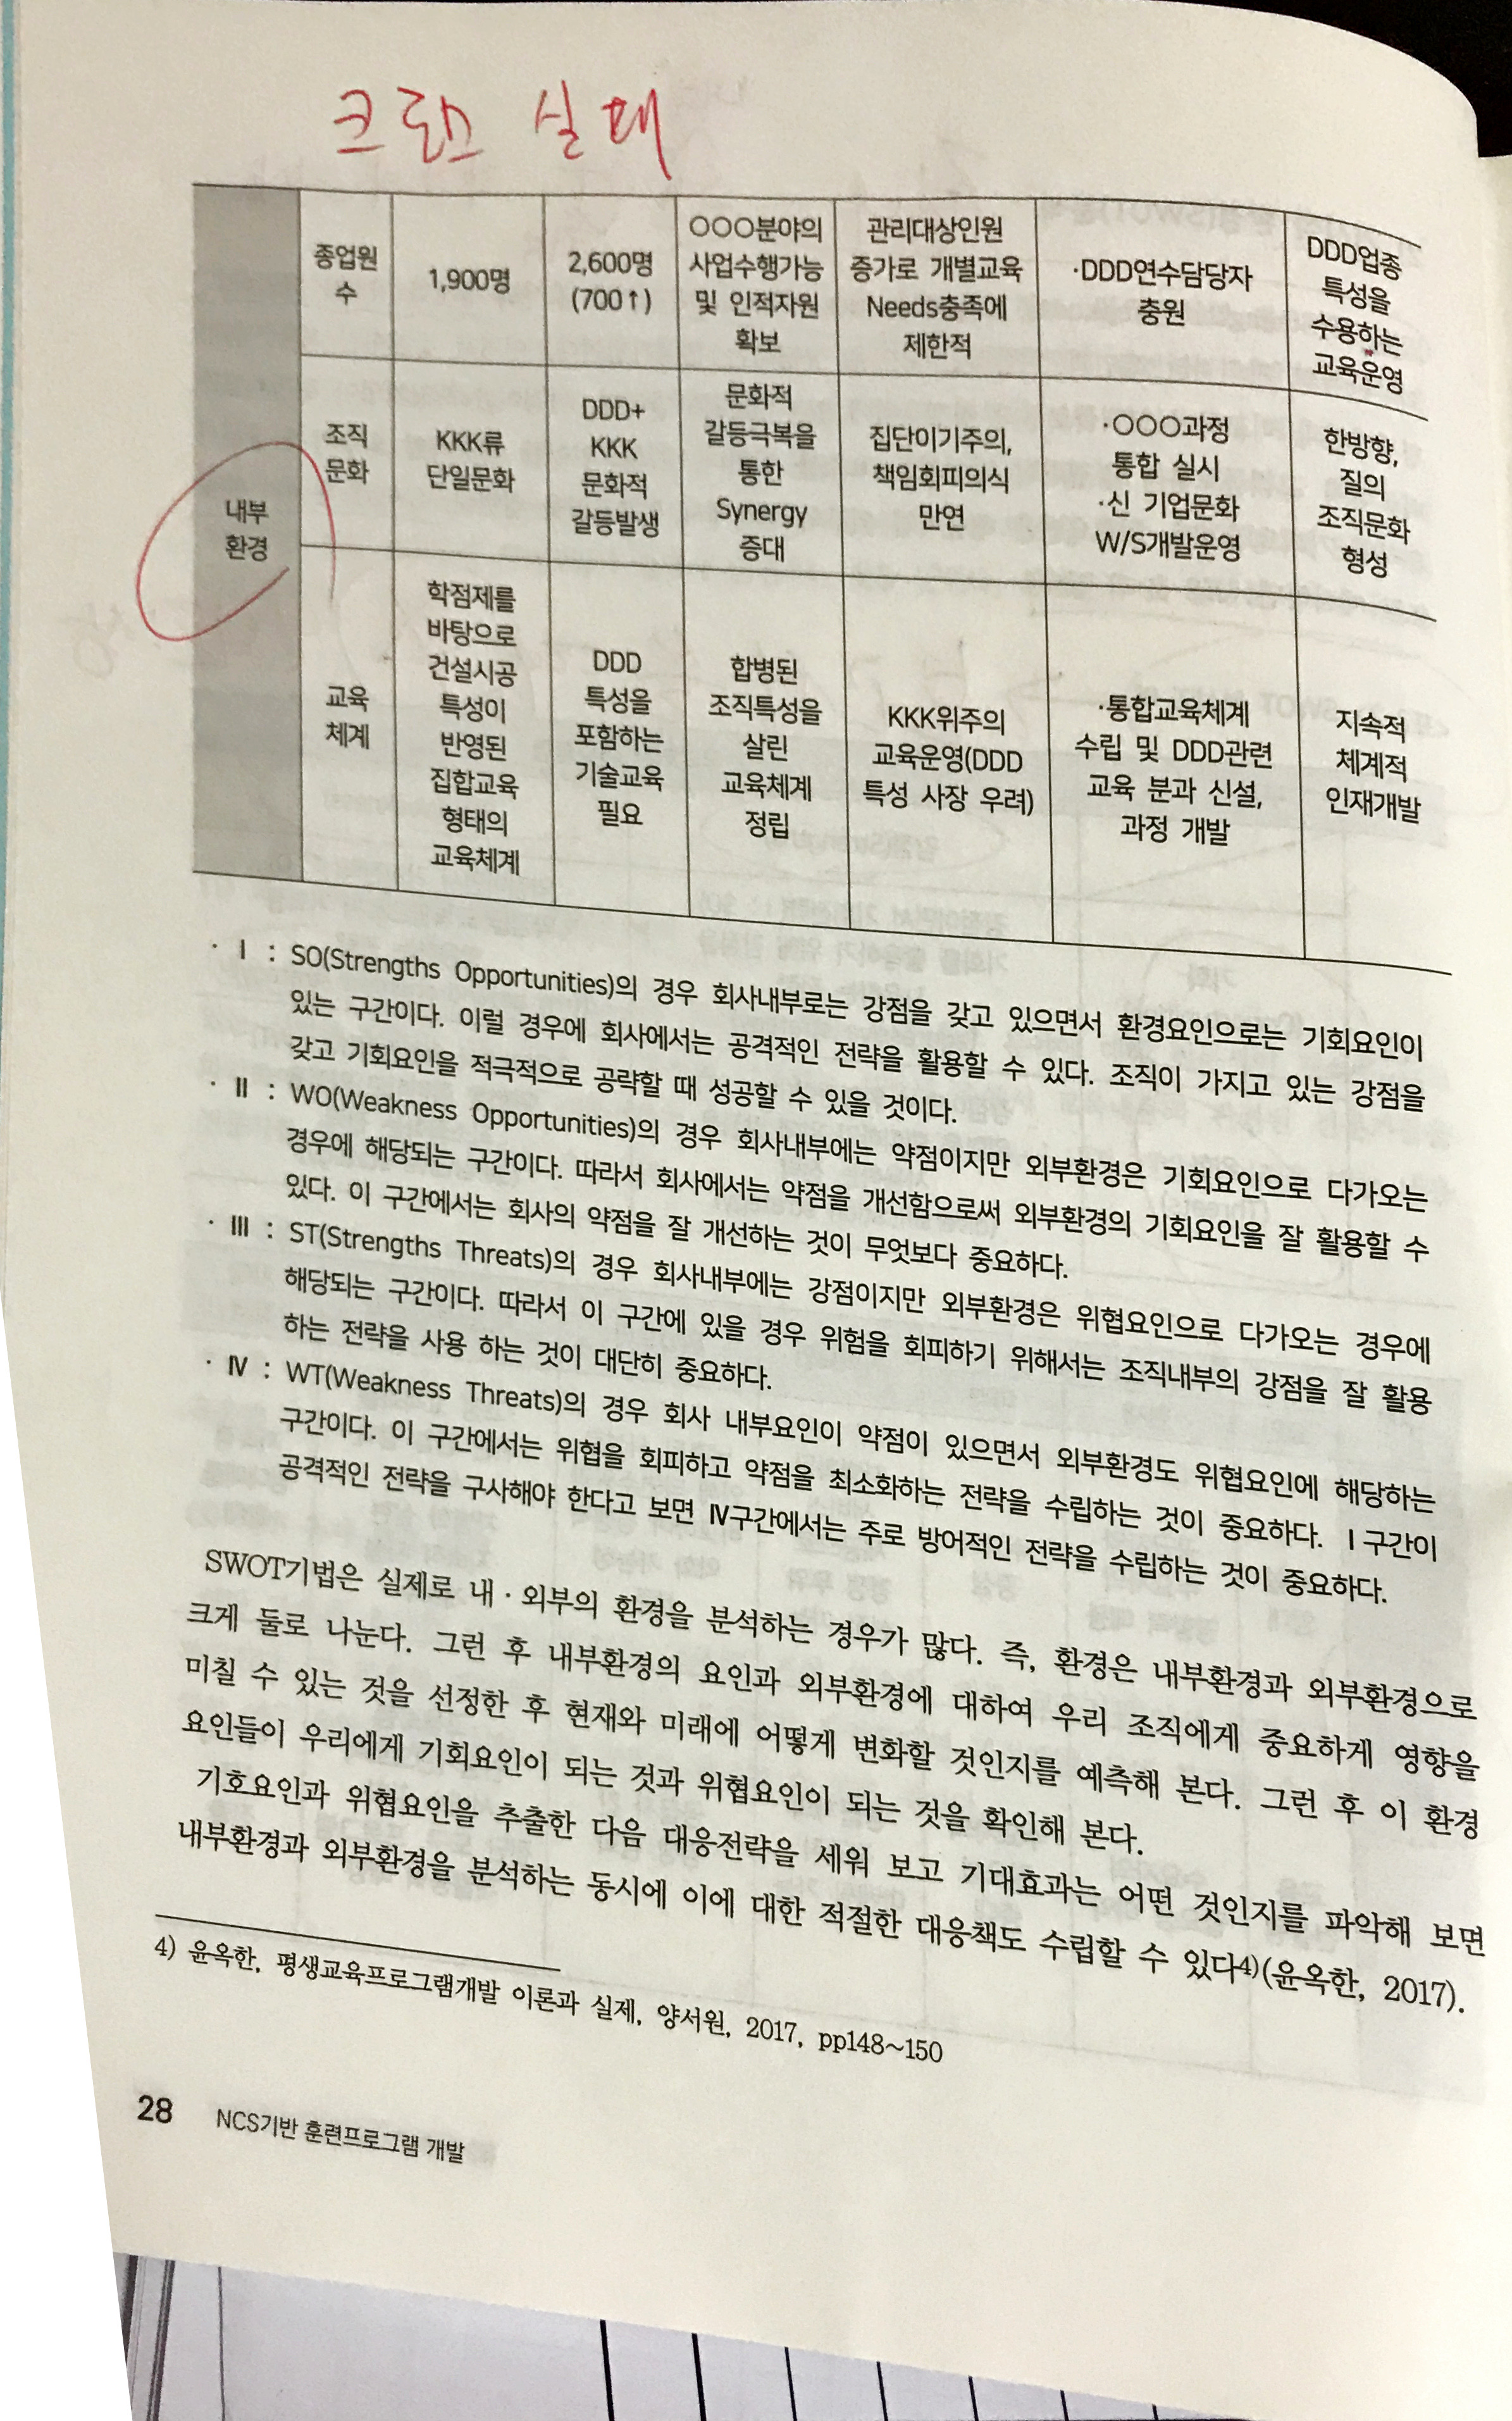 크로스 실패
내부
환경
종업원
수
1,900명
2,600명
(700↑)
○○○분야의
사업수행가능
및 인적자원
확보
관리대상인원
증가로 개별교육
Needs충족에
제한적
·DDD연수담당자
충원
DDD업종
특성을
수용하는
교육운영
조직
문화
KKK류
단일문화
DDD+
KKK
문화적
갈등발생
문화적
갈등극복을
통한
Synergy
증대
집단이기주의,
책임회피의식
만연
·○○○과정
통합 실시
·신 기업문화
W/S개발운영
한방향,
질의
조직문화
형성
교육
체계
학점제를
바탕으로
건설시공
특성이
반영된
집합교육
형태의
교육체계
DDD
특성을
포함하는
기술교육
필요
합병된
조직특성을
살린
교육체계
정립
KKK위주의
교육운영(DDD
특성 사장 우려)
·통합교육체계
수립 및 DDD관련
교육 분과 신설,
과정 개발
지속적
체계적
인재개발
· Ⅰ : SO(Strengths Opportunities)의 경우 회사내부로는 강점을 갖고 있으면서 환경요인으로는 기회요인이
있는 구간이다. 이럴 경우에 회사에서는 공격적인 전략을 활용할 수 있다. 조직이 가지고 있는 강점을
갖고 기회요인을 적극적으로 공략할 때 성공할 수 있을 것이다.
· Ⅱ : WO(Weakness Opportunities)의 경우 회사내부에는 약점이지만 외부환경은 기회요인으로 다가오는
경우에 해당되는 구간이다. 따라서 회사에서는 약점을 개선함으로써 외부환경의 기회요인을 잘 활용할 수
있다. 이 구간에서는 회사의 약점을 잘 개선하는 것이 무엇보다 중요하다.
· Ⅲ : ST(Strengths Threats)의 경우 회사내부에는 강점이지만 외부환경은 위협요인으로 다가오는 경우에
해당되는 구간이다. 따라서 이 구간에 있을 경우 위험을 회피하기 위해서는 조직내부의 강점을 잘 활용
하는 전략을 사용 하는 것이 대단히 중요하다.
· Ⅳ : WT(Weakness Threats)의 경우 회사 내부요인이 약점이 있으면서 외부환경도 위협요인에 해당하는
구간이다. 이 구간에서는 위협을 회피하고 약점을 최소화하는 전략을 수립하는 것이 중요하다. Ⅰ구간이
공격적인 전략을 구사해야 한다고 보면 Ⅳ구간에서는 주로 방어적인 전략을 수립하는 것이 중요하다.
SWOT기법은 실제로 내·외부의 환경을 분석하는 경우가 많다. 즉, 환경은 내부환경과 외부환경으로
크게 둘로 나눈다. 그런 후 내부환경의 요인과 외부환경에 대하여 우리 조직에게 중요하게 영향을
미칠 수 있는 것을 선정한 후 현재와 미래에 어떻게 변화할 것인지를 예측해 본다. 그런 후 이 환경
요인들이 우리에게 기회요인이 되는 것과 위협요인이 되는 것을 확인해 본다.
기호요인과 위협요인을 추출한 다음 대응전략을 세워 보고 기대효과는 어떤 것인지를 파악해 보면
내부환경과 외부환경을 분석하는 동시에 이에 대한 적절한 대응책도 수립할 수 있다4)(윤옥한, 2017).
4) 윤옥한, 평생교육프로그램개발 이론과 실제, 양서원, 2017, pp148~150
28 NCS기반 훈련프로그램 개발